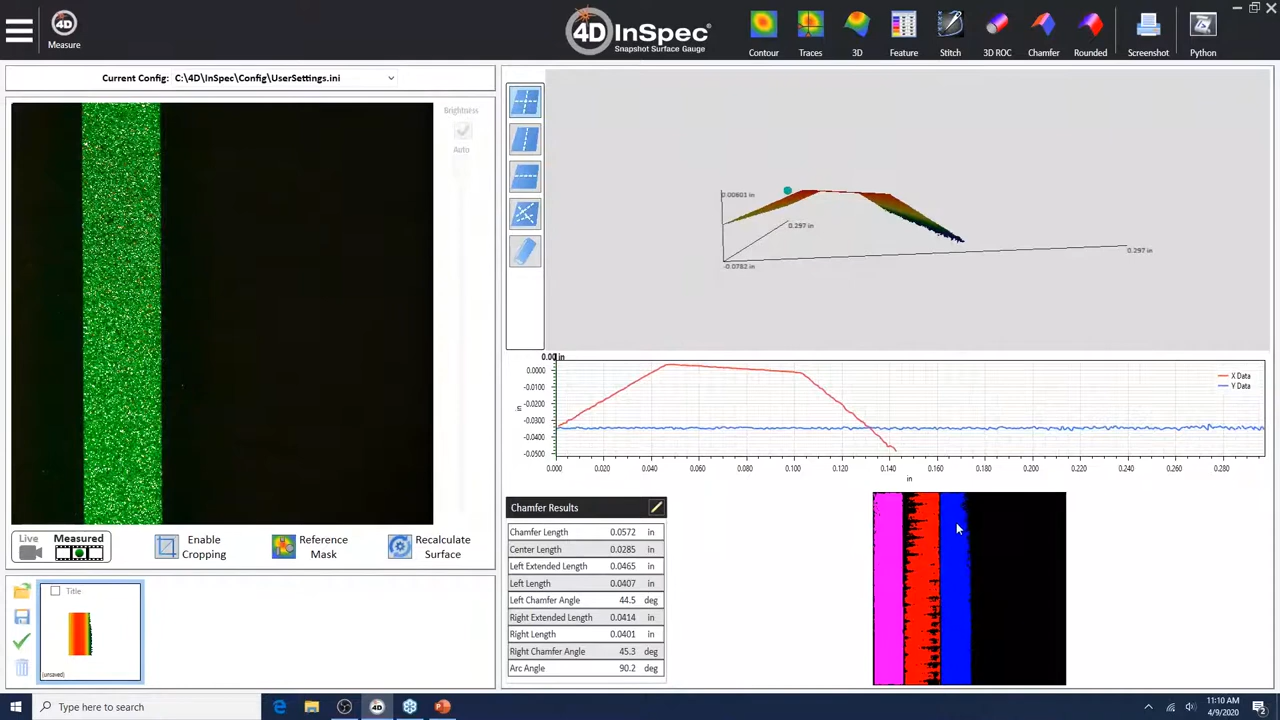 4D
Measure
4D InSpec®
Snapshot Surface Gauge
Contour
Traces
3D
Feature
Stitch
3D ROC
Chamfer
Rounded
Screenshot
Python
Current Config: C:\4D\InSpec\Config\UserSettings.ini
Brightness
Auto
0.00601 in
0.297 in
0.297 in
-0.0782 in
0.00 in
0.0000
-0.0100
-0.0200
-0.0300
-0.0400
-0.0500
in
X Data
Y Data
0.000 0.020 0.040 0.060 0.080 0.100 0.120 0.140 0.160 0.180 0.200 0.220 0.240 0.260 0.280
in
Chamfer Results
Chamfer Length 0.0572 in
Center Length 0.0285 in
Left Extended Length 0.0465 in
Left Length 0.0407 in
Left Chamfer Angle 44.5 deg
Right Extended Length 0.0414 in
Right Length 0.0401 in
Right Chamfer Angle 45.3 deg
Arc Angle 90.2 deg
Live
Measured
Enable
Cropping
Reference
Mask
Recalculate
Surface
Title
(unsaved)
Type here to search
11:10 AM
4/9/2020
2